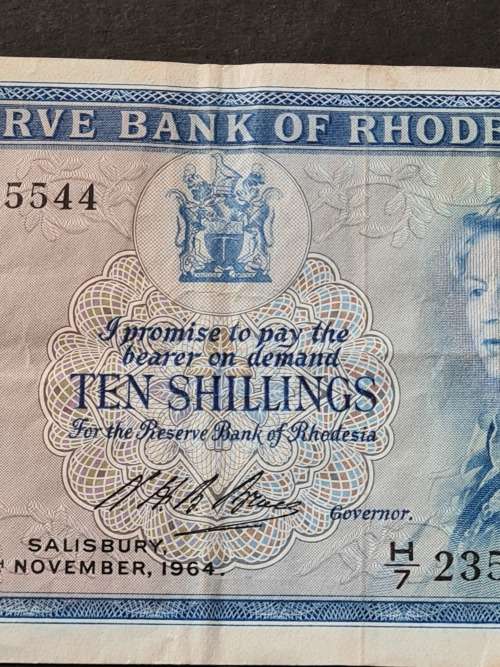 RVE BANK OF RHODE
5544
I promise to pay the
bearer on demand
TEN SHILLINGS
For the Reserve Bank of Rhodesia
Governor.
SALISBURY,
NOVEMBER, 1964.
H/7 235